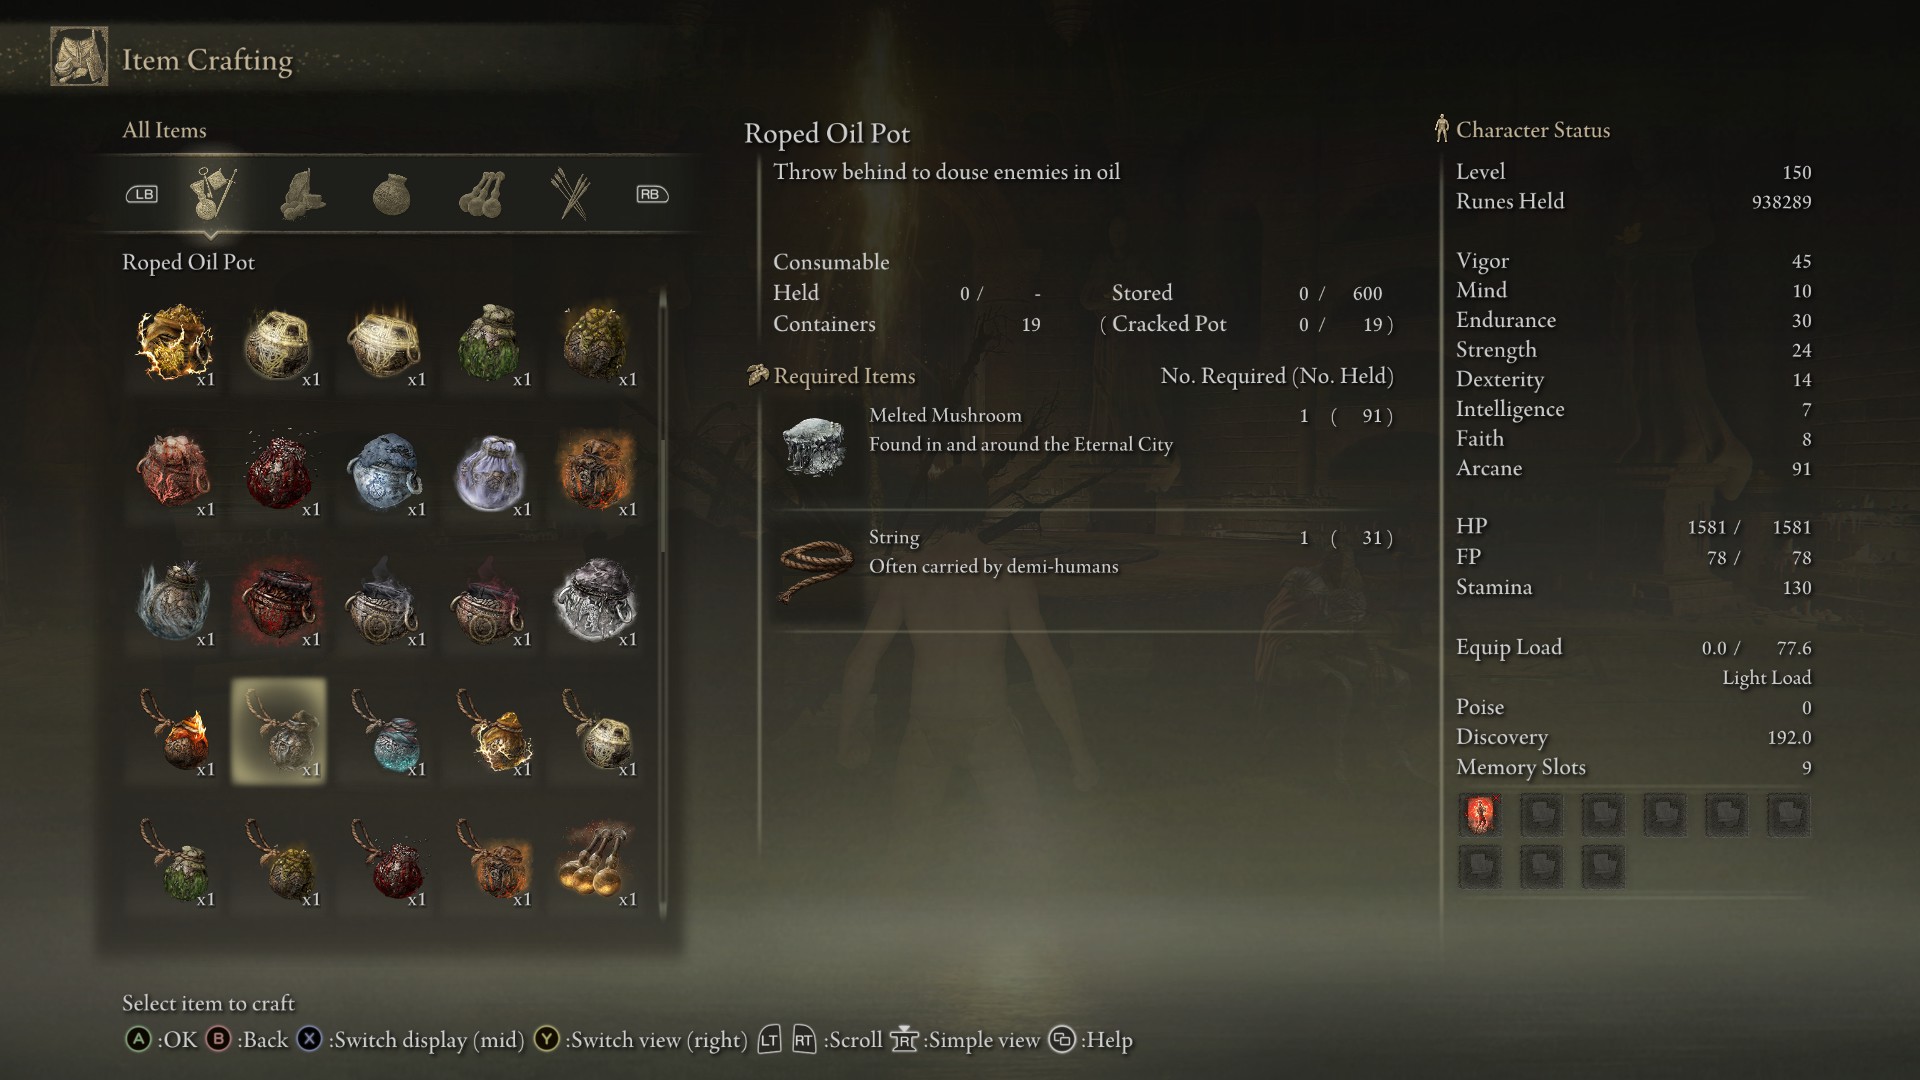 Item Crafting
All Items
LB
RB
Roped Oil Pot
x1 x1 x1 x1 x1
x1 x1 x1 x1 x1
x1 x1 x1 x1 x1
x1 x1 x1 x1 x1
x1 x1 x1 x1 x1
Roped Oil Pot
Throw behind to douse enemies in oil
Consumable
Held 0 / - Stored 0 / 600
Containers 19 ( Cracked Pot 0 / 19 )
Required Items No. Required (No. Held)
Melted Mushroom 1 ( 91 )
Found in and around the Eternal City
String 1 ( 31 )
Often carried by demi-humans
Character Status
Level 150
Runes Held 938289
Vigor 45
Mind 10
Endurance 30
Strength 24
Dexterity 14
Intelligence 7
Faith 8
Arcane 91
HP 1581 / 1581
FP 78 / 78
Stamina 130
Equip Load 0.0 / 77.6
Light Load
Poise 0
Discovery 192.0
Memory Slots 9
Select item to craft
A :OK B :Back X :Switch display (mid) Y :Switch view (right) LT RT :Scroll R :Simple view :Help